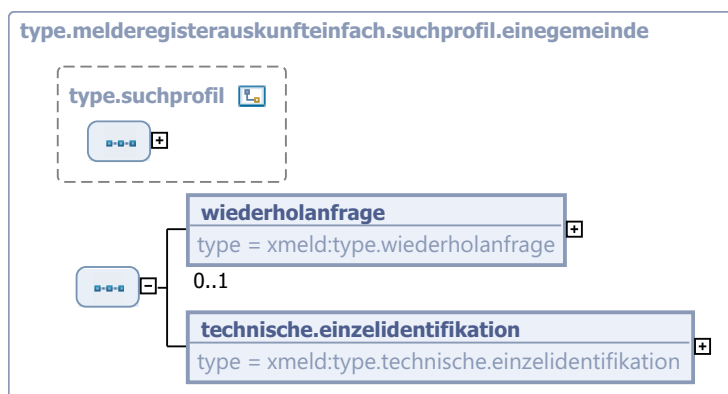 type.melderegisterauskunfteinfach.suchprofil.einegemeinde
type.suchprofil
wiederholanfrage
type = xmeld:type.wiederholanfrage
0..1
technische.einzelidentifikation
type = xmeld:type.technische.einzelidentifikation